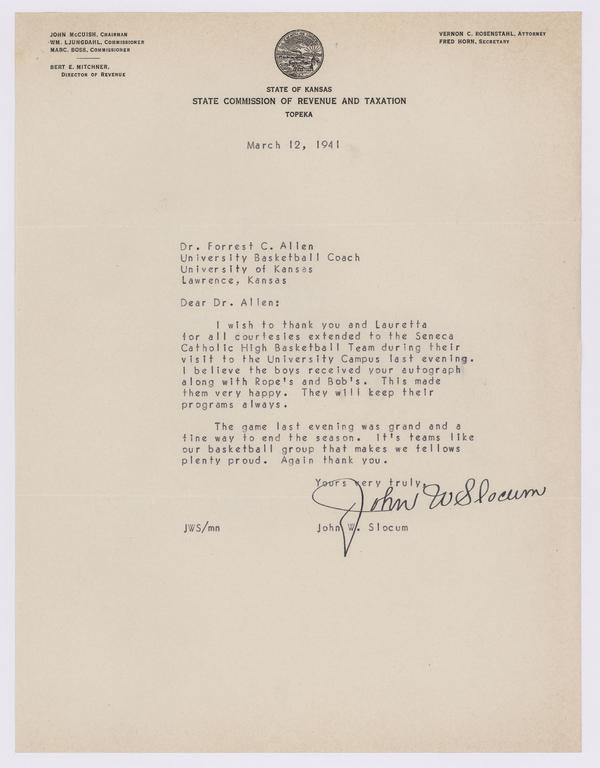 JOHN McCUISH, CHAIRMAN
WM. LJUNGDAHL, COMMISSIONER
MARC. BOSS, COMMISSIONER
BERT E. MITCHNER,
DIRECTOR OF REVENUE
VERNON C. ROSENSTAHL, ATTORNEY
FRED HORN, SECRETARY
STATE OF KANSAS
STATE COMMISSION OF REVENUE AND TAXATION
TOPEKA
March 12, 1941
Dr. Forrest C. Allen
University Basketball Coach
University of Kansas
Lawrence, Kansas
Dear Dr. Allen:
I wish to thank you and Lauretta
for all courtesies extended to the Seneca
Catholic High Basketball Team during their
visit to the University Campus last evening.
I believe the boys received your autograph
along with Rope's and Bob's. This made
them very happy. They will keep their
programs always.
The game last evening was grand and a
fine way to end the season. It's teams like
our basketball group that makes we fellows
plenty proud. Again thank you.
Yours very truly,
John W Slocum
JWS/mn
John W. Slocum